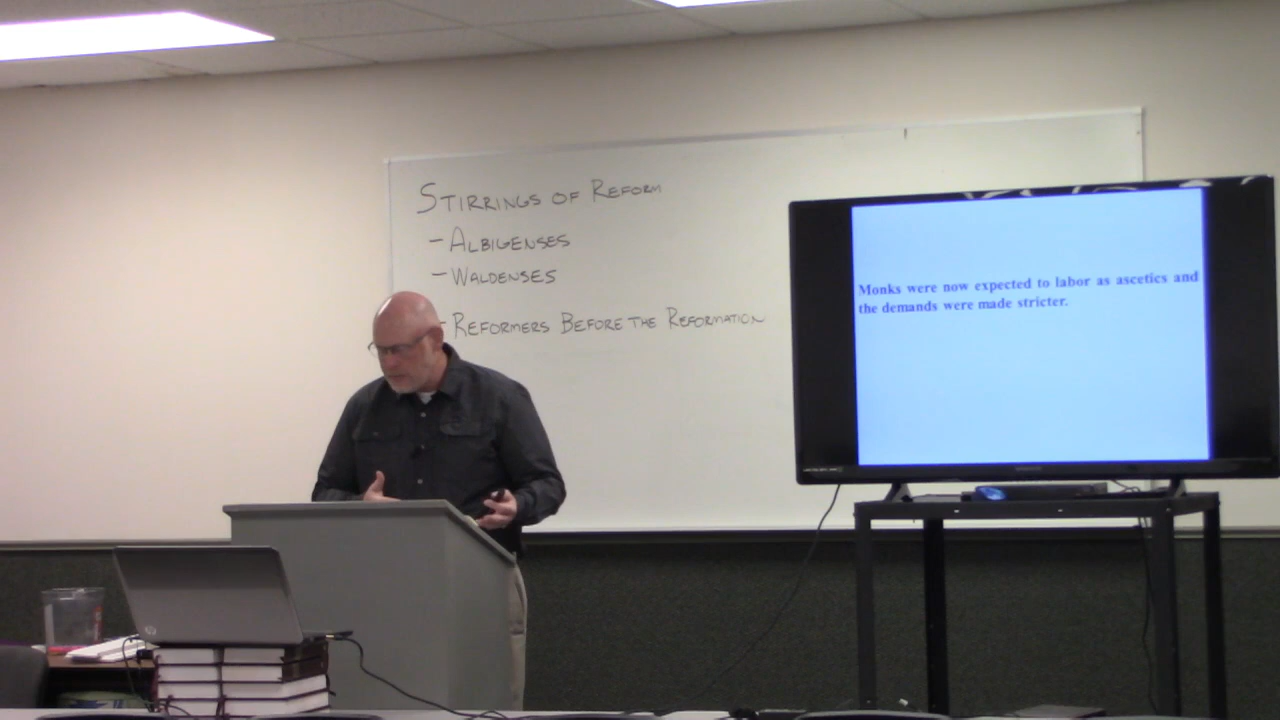 STIRRINGS OF REFORM
- ALBIGENSES
- WALDENSES
- REFORMERS BEFORE THE REFORMATION
Monks were now expected to labor as ascetics and
the demands were made stricter.